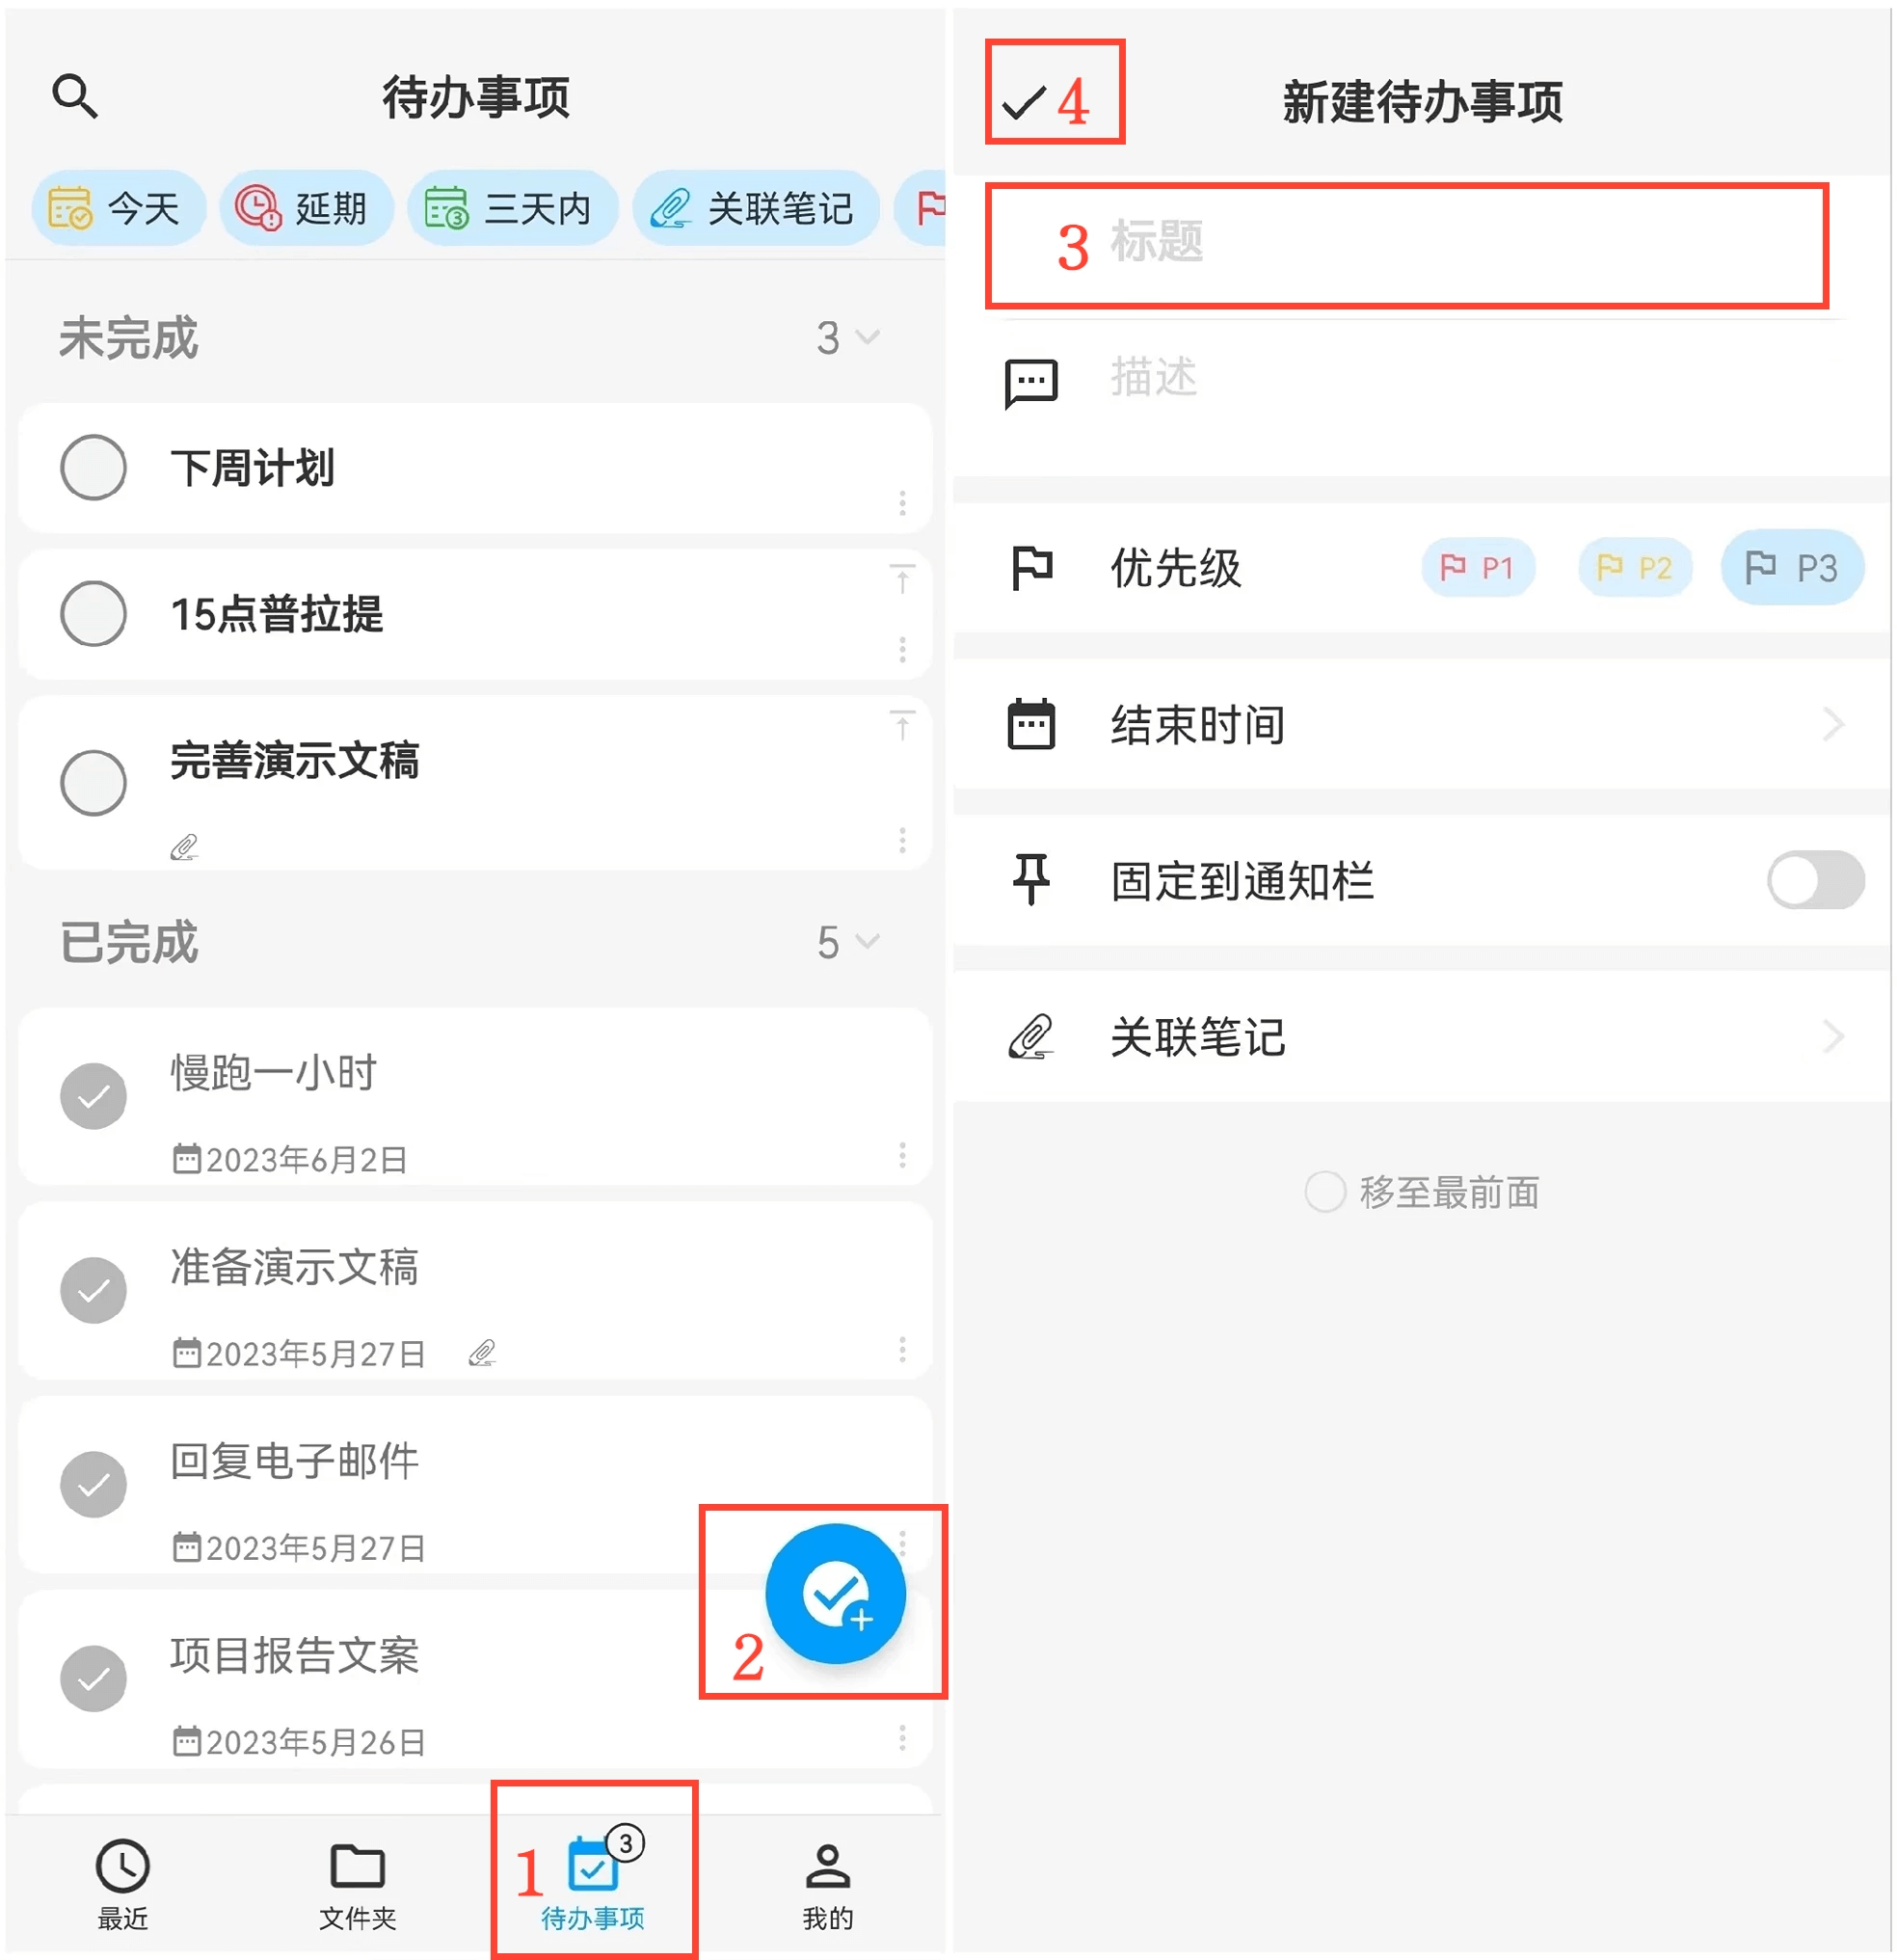 待办事项
今天 延期 三天内 关联笔记
未完成 3
下周计划
15点普拉提
完善演示文稿
已完成 5
慢跑一小时
2023年6月2日
准备演示文稿
2023年5月27日
回复电子邮件
2023年5月27日
2
项目报告文案
2023年5月26日
1 3
最近 文件夹 待办事项 我的
4 新建待办事项
3 标题
描述
优先级 P1 P2 P3
结束时间
固定到通知栏
关联笔记
移至最前面